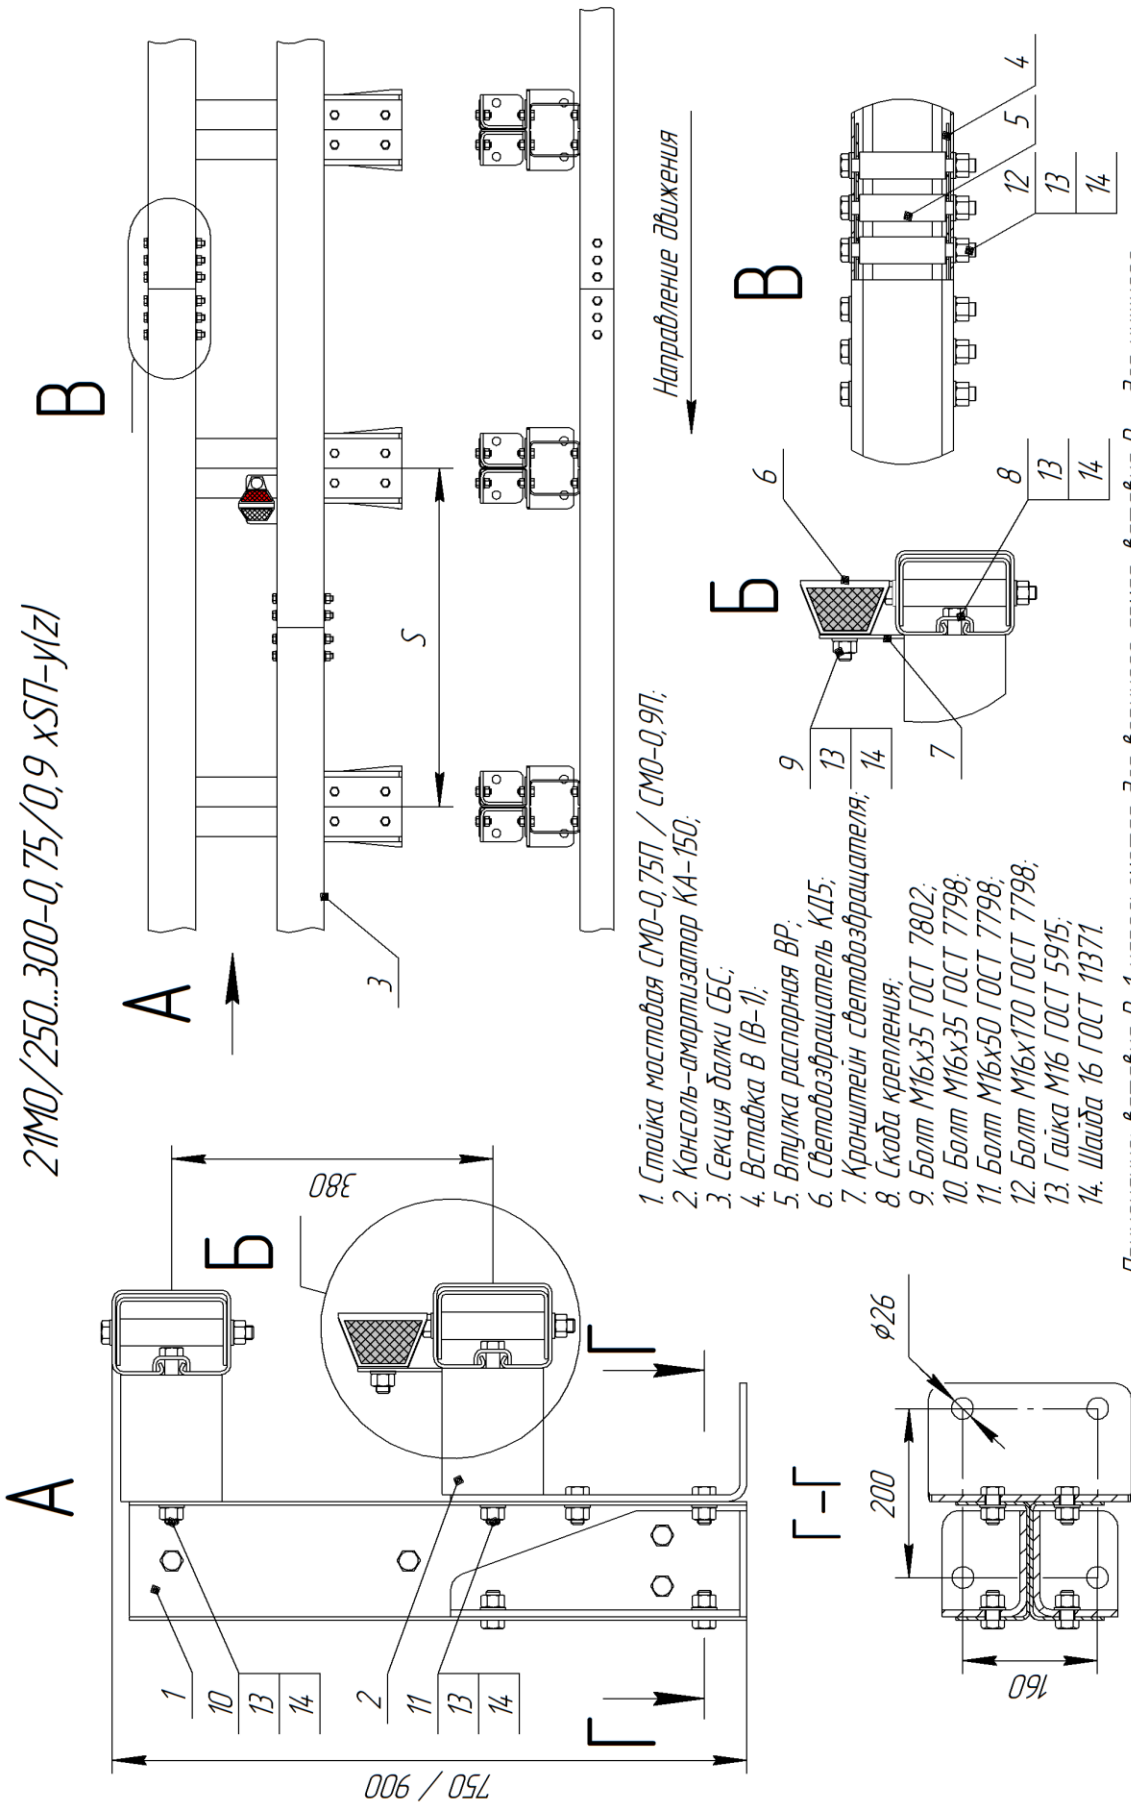 21МО/250...300-0,75/0,9 xSП-y(z)
А
380
Б
Г
Г
750 / 900
1
10
13
14
2
11
13
14
Г-Г
200
⌀26
160
А
В
S
3
Направление движения
1. Стойка мостовая СМО-0,75П / СМО-0,9П;
2 Консоль-амортизатор КА-150;
3. Секция балки СБС;
4. Вставка В (В-1);
5. Втулка распорная ВР;
6. Световозвращатель КД5;
7. Кронштейн световозвращателя;
8. Скоба крепления;
9. Болт М16х35 ГОСТ 7802;
10. Болт М16х35 ГОСТ 7798;
11. Болт М16х50 ГОСТ 7798;
12. Болт М16х170 ГОСТ 7798;
13. Гайка М16 ГОСТ 5915;
14. Шайба 16 ГОСТ 11371.
Б
9
13
14
7
6
8
13
14
В
12
13
14
5
4